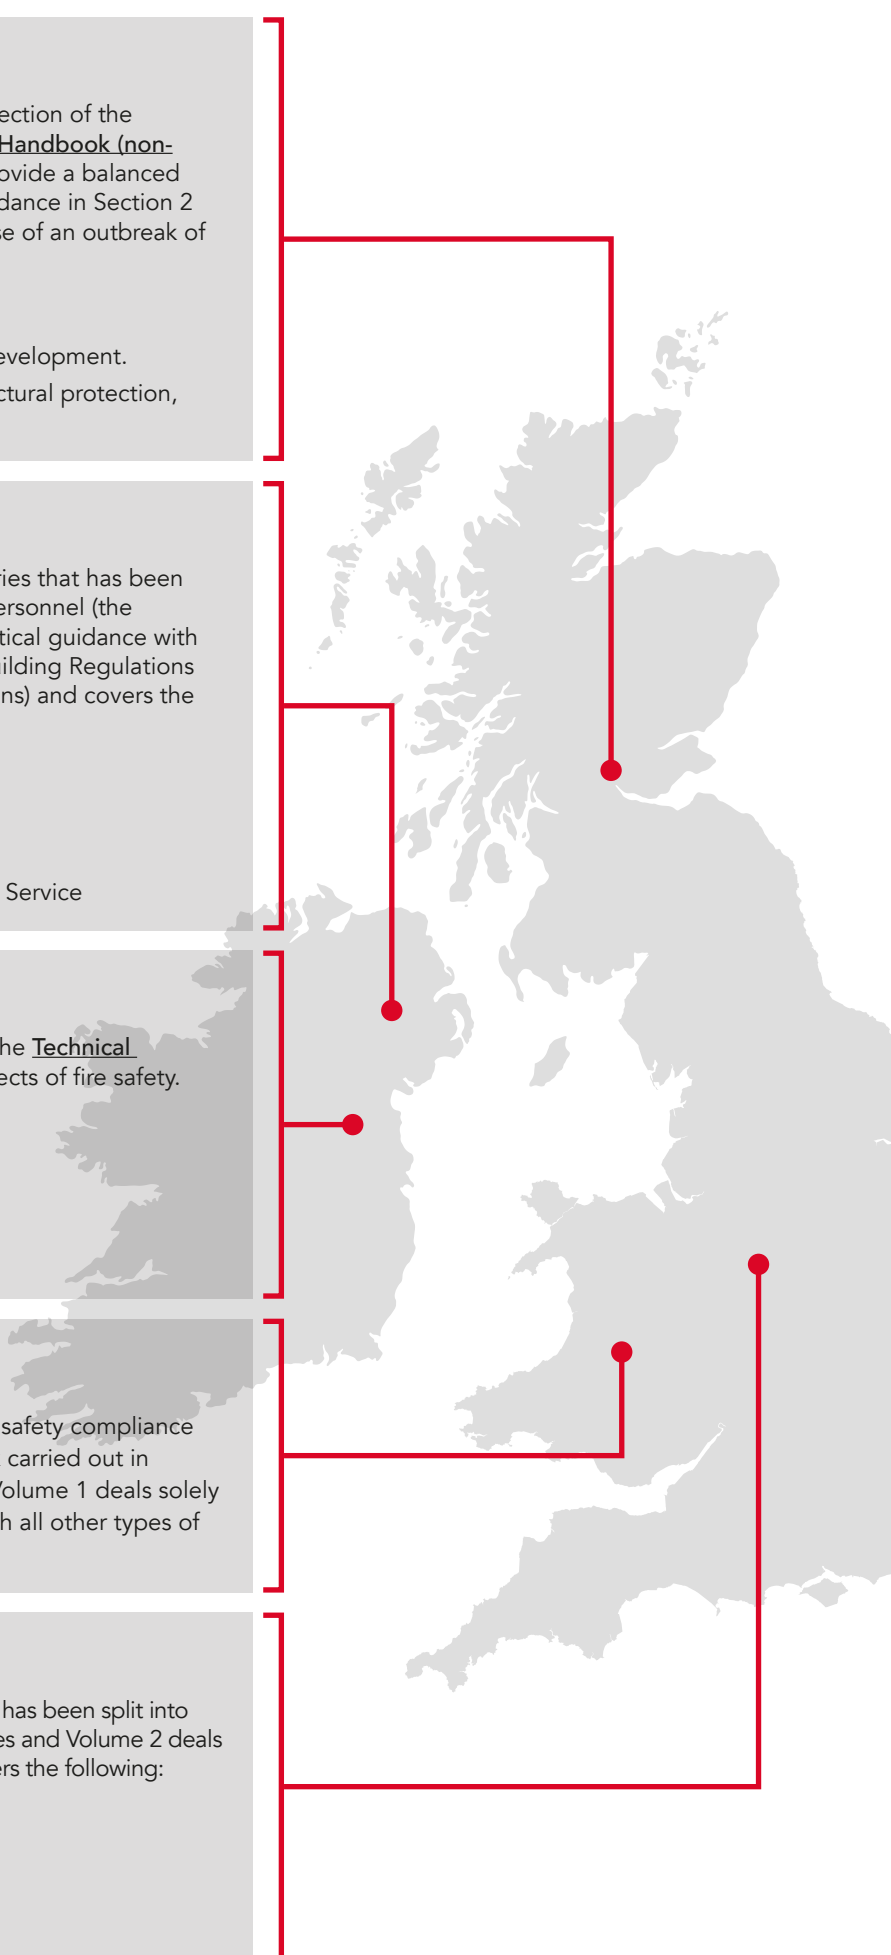 ection of the
Handbook (non-
ovide a balanced
dance in Section 2
se of an outbreak of
evelopment.
ctural protection,
ries that has been
ersonnel (the
tical guidance with
uilding Regulations
ns) and covers the
Service
he Technical
ects of fire safety.
safety compliance
carried out in
Volume 1 deals solely
h all other types of
has been split into
es and Volume 2 deals
ers the following: